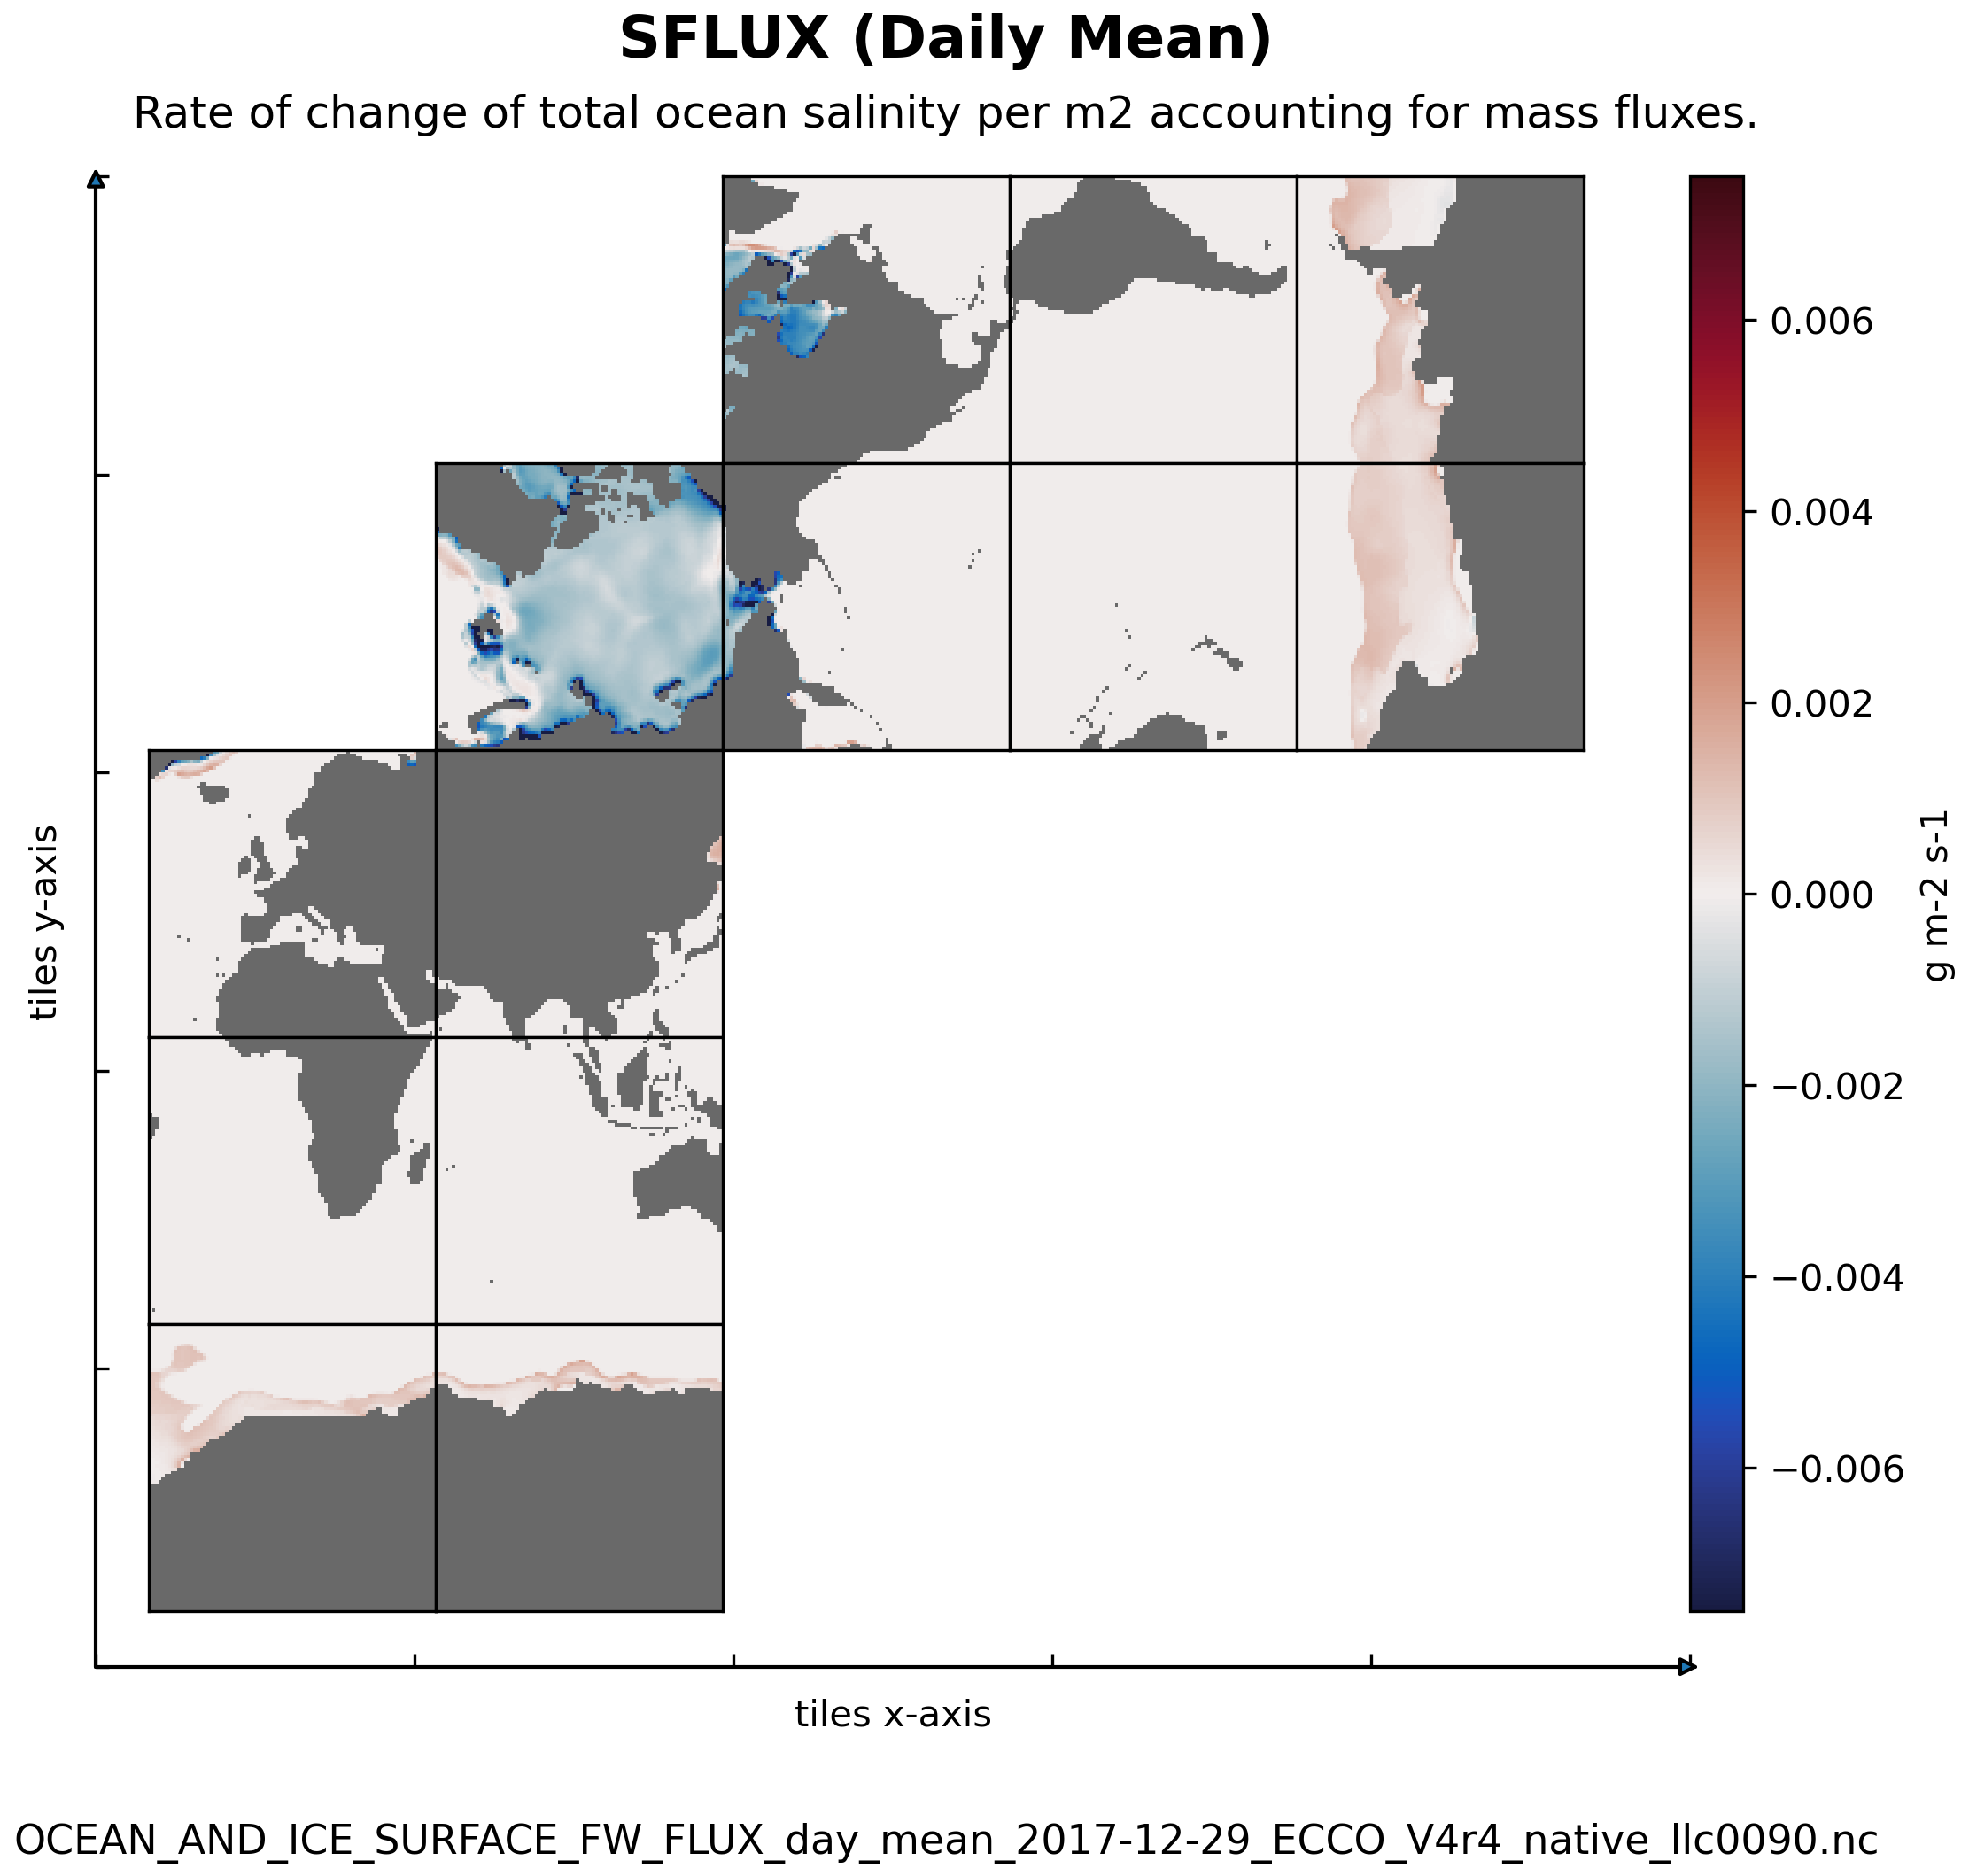 SFLUX (Daily Mean)
Rate of change of total ocean salinity per m2 accounting for mass fluxes.
tiles y-axis
0.006
0.004
0.002
0.000
−0.002
−0.004
−0.006
g m-2 s-1
tiles x-axis
OCEAN_AND_ICE_SURFACE_FW_FLUX_day_mean_2017-12-29_ECCO_V4r4_native_llc0090.nc